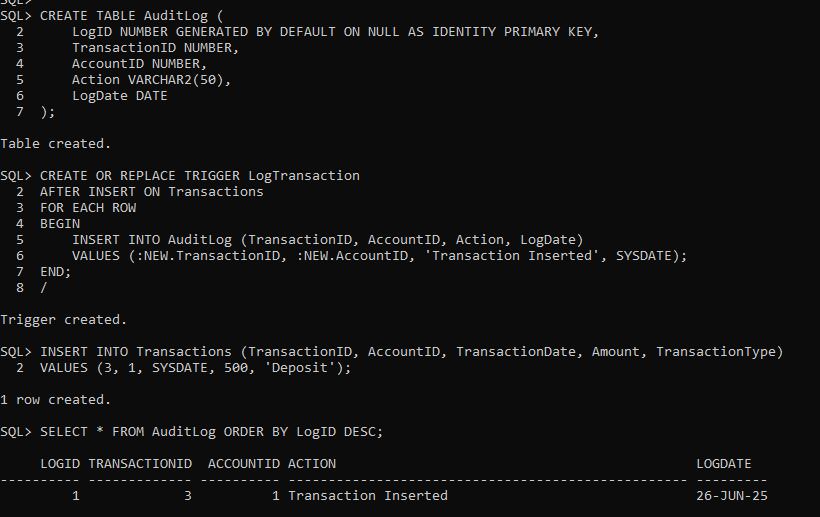 SQL>
SQL> CREATE TABLE AuditLog (
  2      LogID NUMBER GENERATED BY DEFAULT ON NULL AS IDENTITY PRIMARY KEY,
  3      TransactionID NUMBER,
  4      AccountID NUMBER,
  5      Action VARCHAR2(50),
  6      LogDate DATE
  7  );
Table created.
SQL> CREATE OR REPLACE TRIGGER LogTransaction
  2  AFTER INSERT ON Transactions
  3  FOR EACH ROW
  4  BEGIN
  5      INSERT INTO AuditLog (TransactionID, AccountID, Action, LogDate)
  6      VALUES (:NEW.TransactionID, :NEW.AccountID, 'Transaction Inserted', SYSDATE);
  7  END;
  8  /
Trigger created.
SQL> INSERT INTO Transactions (TransactionID, AccountID, TransactionDate, Amount, TransactionType)
  2  VALUES (3, 1, SYSDATE, 500, 'Deposit');
1 row created.
SQL> SELECT * FROM AuditLog ORDER BY LogID DESC;
     LOGID TRANSACTIONID  ACCOUNTID ACTION                                             LOGDATE
---------- ------------- ---------- -------------------------------------------------- ---------
         1             3          1 Transaction Inserted                               26-JUN-25